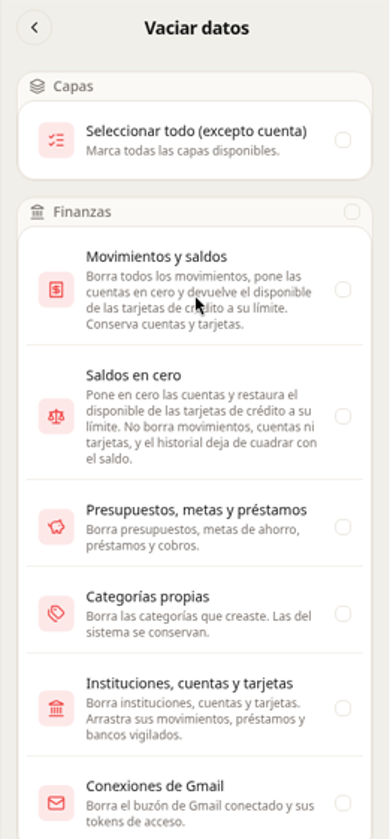 Vaciar datos
Capas
Seleccionar todo (excepto cuenta)
Marca todas las capas disponibles.
Finanzas
Movimientos y saldos
Borra todos los movimientos, pone las
cuentas en cero y devuelve el disponible
de las tarjetas de crédito a su límite.
Conserva cuentas y tarjetas.
Saldos en cero
Pone en cero las cuentas y restaura el
disponible de las tarjetas de crédito a su
límite. No borra movimientos, cuentas ni
tarjetas, y el historial deja de cuadrar con
el saldo.
Presupuestos, metas y préstamos
Borra presupuestos, metas de ahorro,
préstamos y cobros.
Categorías propias
Borra las categorías que creaste. Las del
sistema se conservan.
Instituciones, cuentas y tarjetas
Borra instituciones, cuentas y tarjetas.
Arrastra sus movimientos, préstamos y
bancos vigilados.
Conexiones de Gmail
Borra el buzón de Gmail conectado y sus
tokens de acceso.